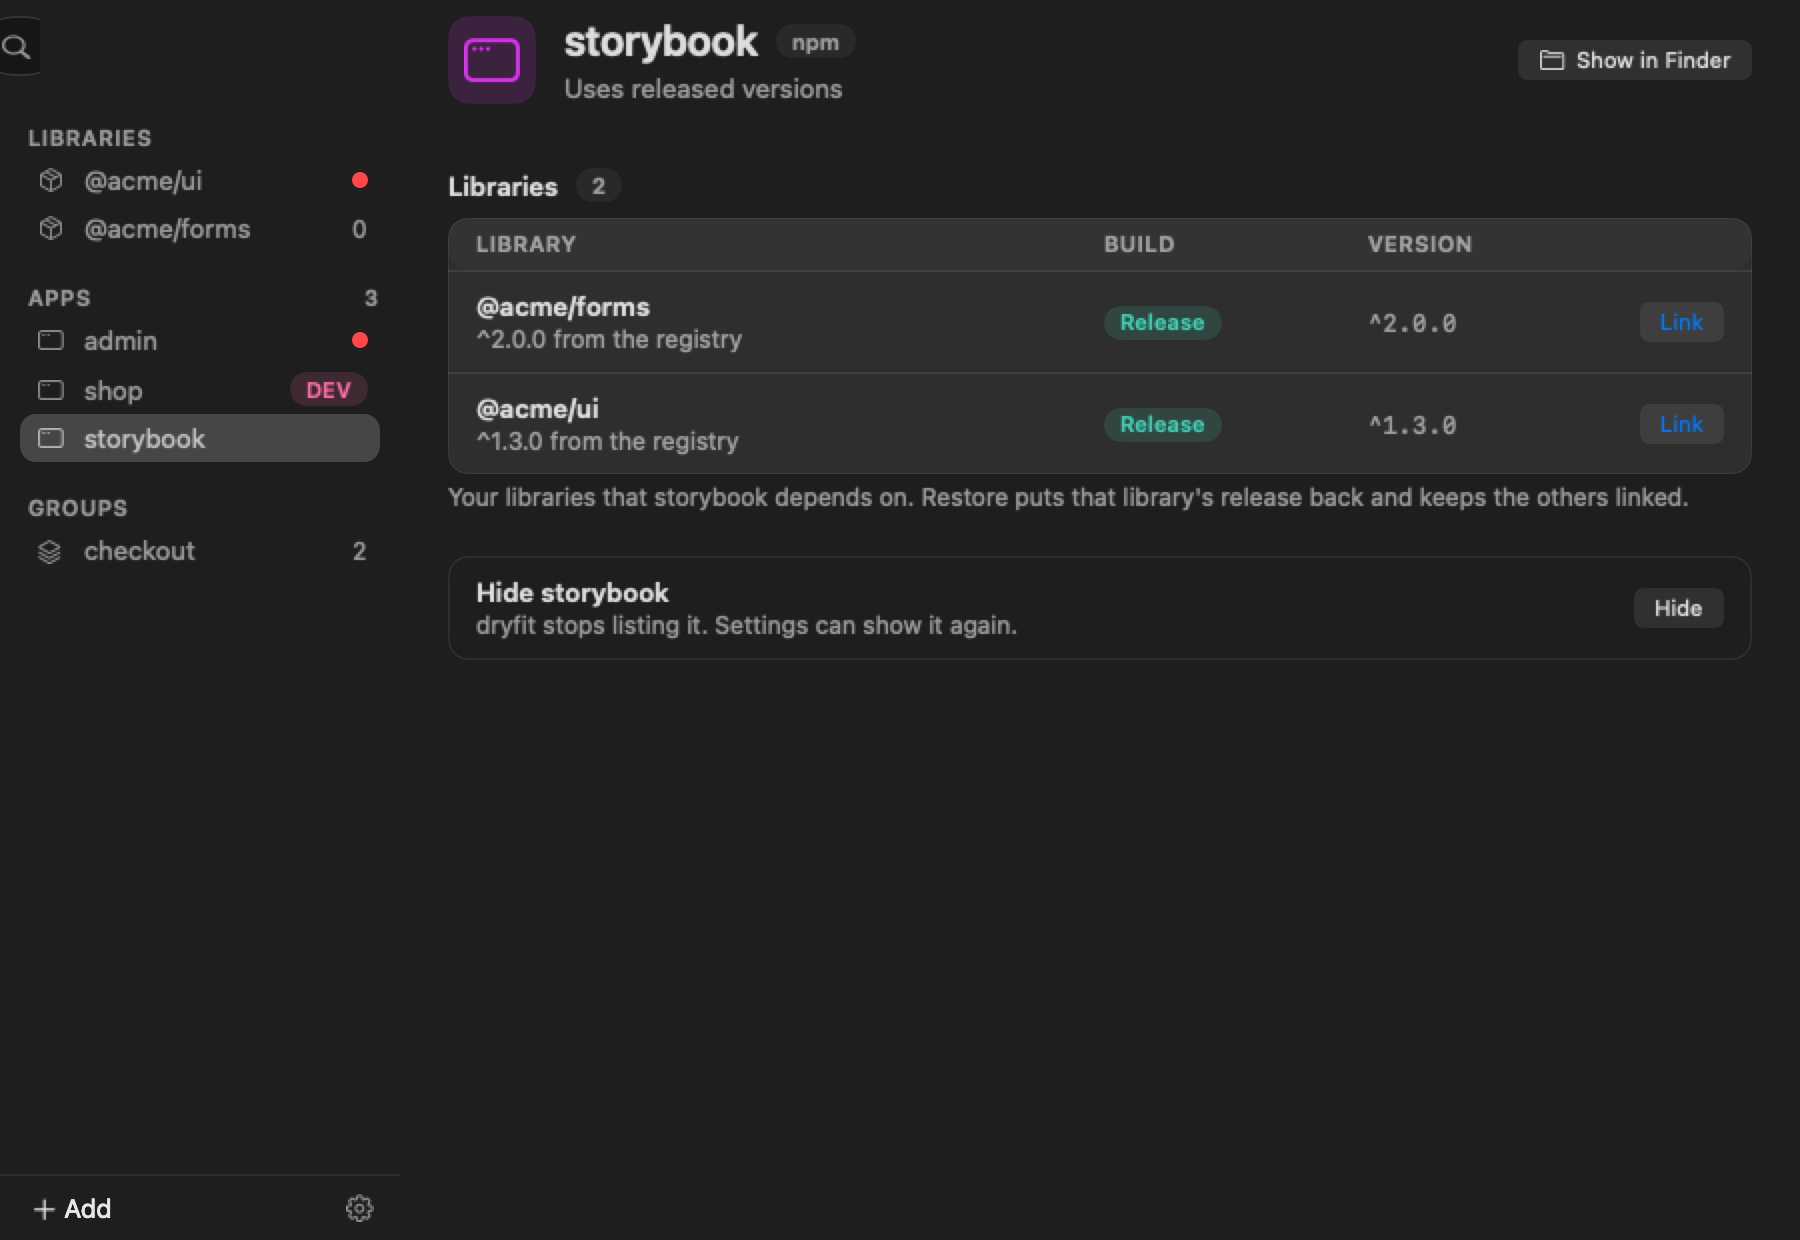 storybook npm
Uses released versions
Show in Finder
LIBRARIES
@acme/ui
@acme/forms 0
APPS 3
admin
shop DEV
storybook
GROUPS
checkout 2
+ Add
Libraries 2
LIBRARY BUILD VERSION
@acme/forms
^2.0.0 from the registry
Release ^2.0.0 Link
@acme/ui
^1.3.0 from the registry
Release ^1.3.0 Link
Your libraries that storybook depends on. Restore puts that library's release back and keeps the others linked.
Hide storybook
dryfit stops listing it. Settings can show it again.
Hide